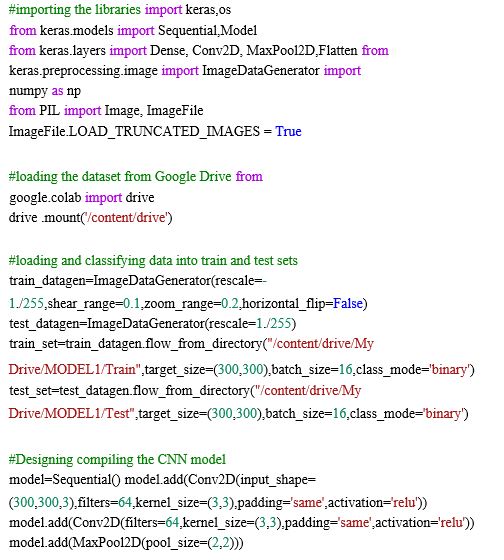 #importing the libraries import keras,os
from keras.models import Sequential,Model
from keras.layers import Dense, Conv2D, MaxPool2D,Flatten from
keras.preprocessing.image import ImageDataGenerator import
numpy as np
from PIL import Image, ImageFile
ImageFile.LOAD_TRUNCATED_IMAGES = True
#loading the dataset from Google Drive from
google.colab import drive
drive .mount('/content/drive')
#loading and classifying data into train and test sets
train_datagen=ImageDataGenerator(rescale=-
1./255,shear_range=0.1,zoom_range=0.2,horizontal_flip=False)
test_datagen=ImageDataGenerator(rescale=1./255)
train_set=train_datagen.flow_from_directory("/content/drive/My
Drive/MODEL1/Train",target_size=(300,300),batch_size=16,class_mode='binary')
test_set=test_datagen.flow_from_directory("/content/drive/My
Drive/MODEL1/Test",target_size=(300,300),batch_size=16,class_mode='binary')
#Designing compiling the CNN model
model=Sequential() model.add(Conv2D(input_shape=
(300,300,3),filters=64,kernel_size=(3,3),padding='same',activation='relu'))
model.add(Conv2D(filters=64,kernel_size=(3,3),padding='same',activation='relu'))
model.add(MaxPool2D(pool_size=(2,2)))